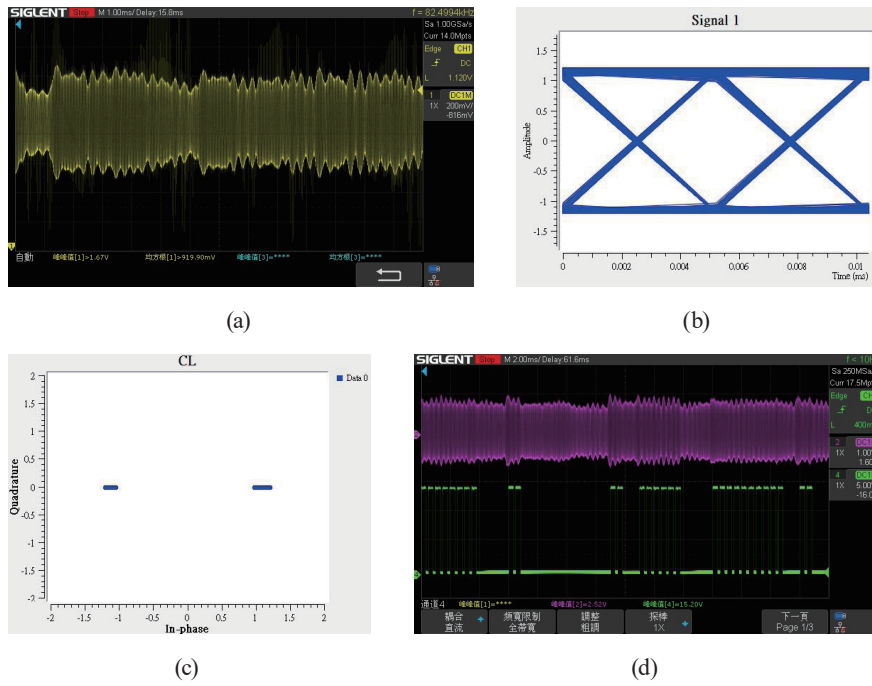 SIGLENT Stop M 1.00ms/ Delay:15.8ms f = 82.4994kHz
Sa 1.00GSa/s
Curr 14.0Mpts
Edge CH1
DC
L 1.120V
1 DC1M
1X 200mV/
-816mV
自動 峰峰值[1]>1.67V 均方根[1]>919.90mV 峰峰值[3]=**** 均方根[3]=****
(a)
Signal 1
Amplitude
1.5
1
0.5
0
-0.5
-1
-1.5
0 0.002 0.004 0.006 0.008 0.01
Time (ms)
(b)
CL
Data 0
Quadrature
2
1.5
1
0.5
0
-0.5
-1
-1.5
-2
-2 -1.5 -1 -0.5 0 0.5 1 1.5 2
In-phase
(c)
SIGLENT Stop M 2.00ms/ Delay:61.6ms f < 10H
Sa 250MSa/
Curr 17.5Mpt
Edge CH
D
L 400m
2 DC1
1X 1.00
1.60
4 DC1
1X 5.00
-16.0
通道4 峰峰值[1]=**** 峰峰值[2]=2.52V 峰峰值[4]=15.20V
耦合 頻寬限制 調整 探棒 下一頁
直流 全帶寬 粗調 1X Page 1/3
(d)